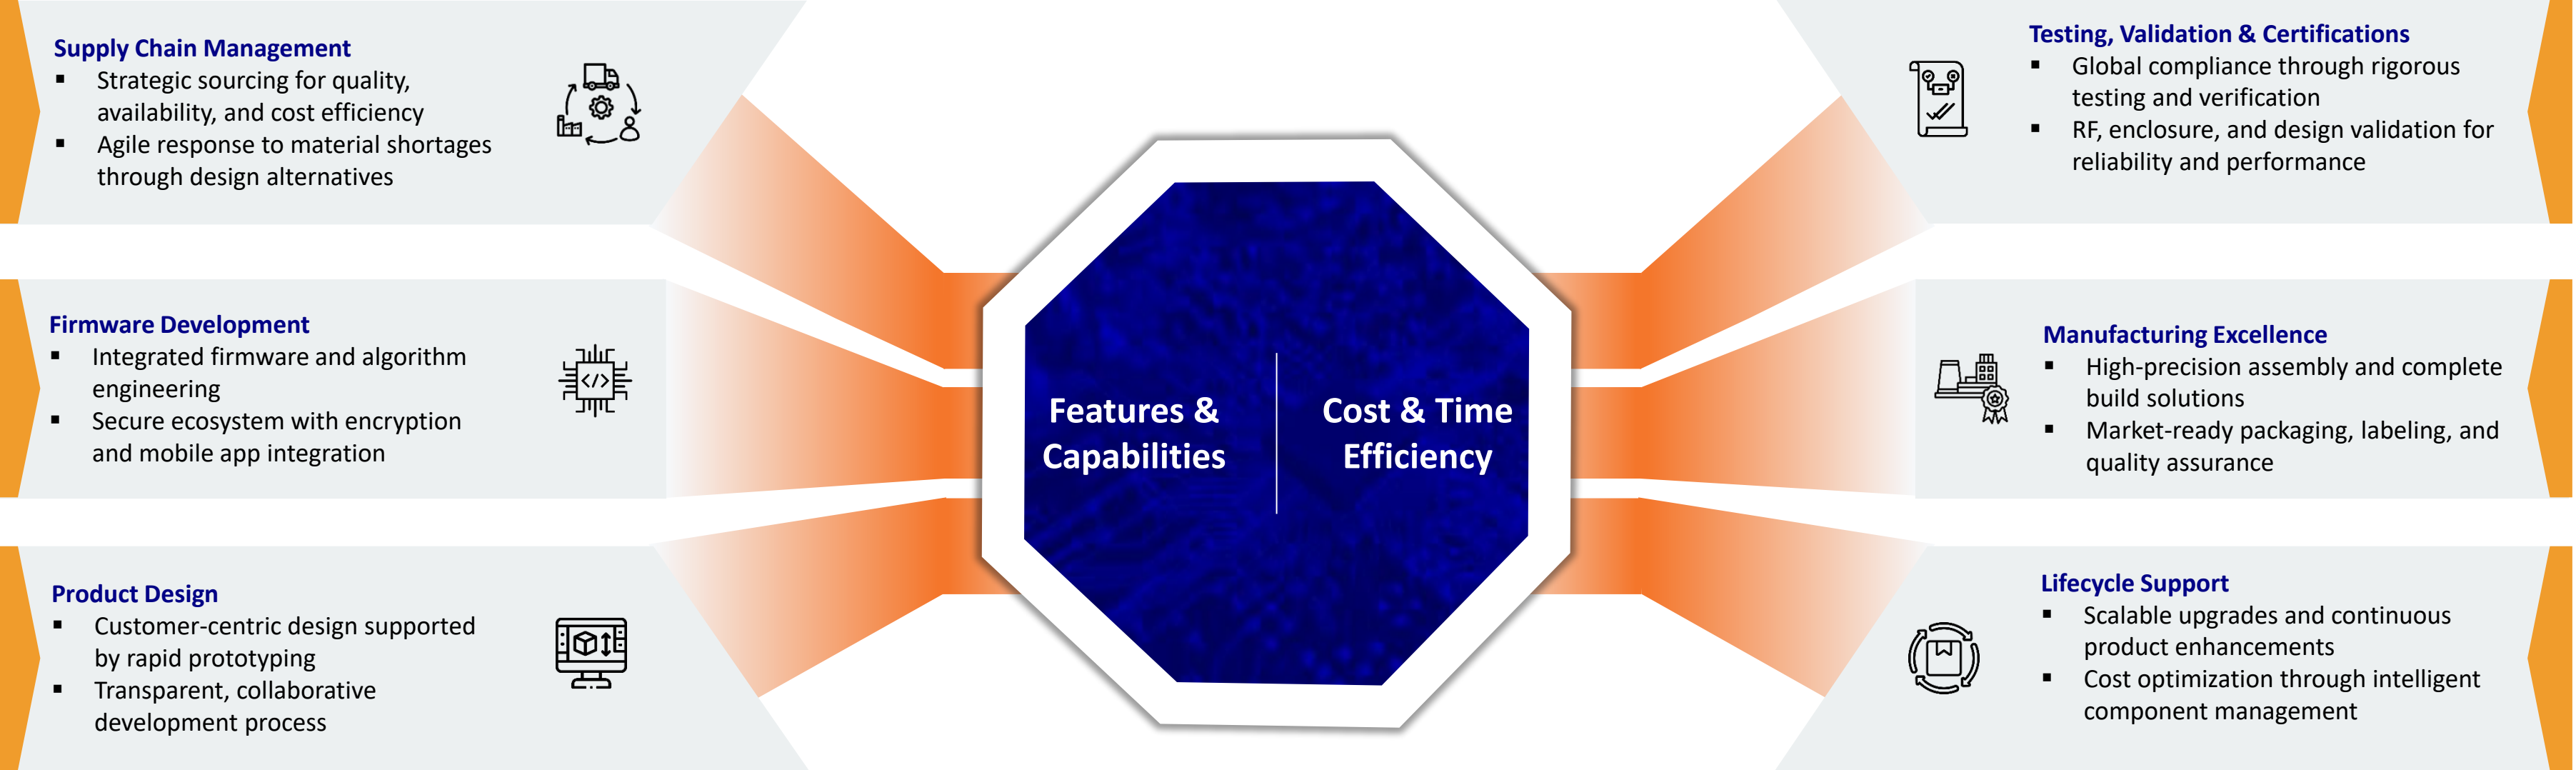 Supply Chain Management
▪ Strategic sourcing for quality,
availability, and cost efficiency
▪ Agile response to material shortages
through design alternatives
Firmware Development
▪ Integrated firmware and algorithm
engineering
▪ Secure ecosystem with encryption
and mobile app integration
Product Design
▪ Customer-centric design supported
by rapid prototyping
▪ Transparent, collaborative
development process
Features &
Capabilities
Cost & Time
Efficiency
Testing, Validation & Certifications
▪ Global compliance through rigorous
testing and verification
▪ RF, enclosure, and design validation for
reliability and performance
Manufacturing Excellence
▪ High-precision assembly and complete
build solutions
▪ Market-ready packaging, labeling, and
quality assurance
Lifecycle Support
▪ Scalable upgrades and continuous
product enhancements
▪ Cost optimization through intelligent
component management